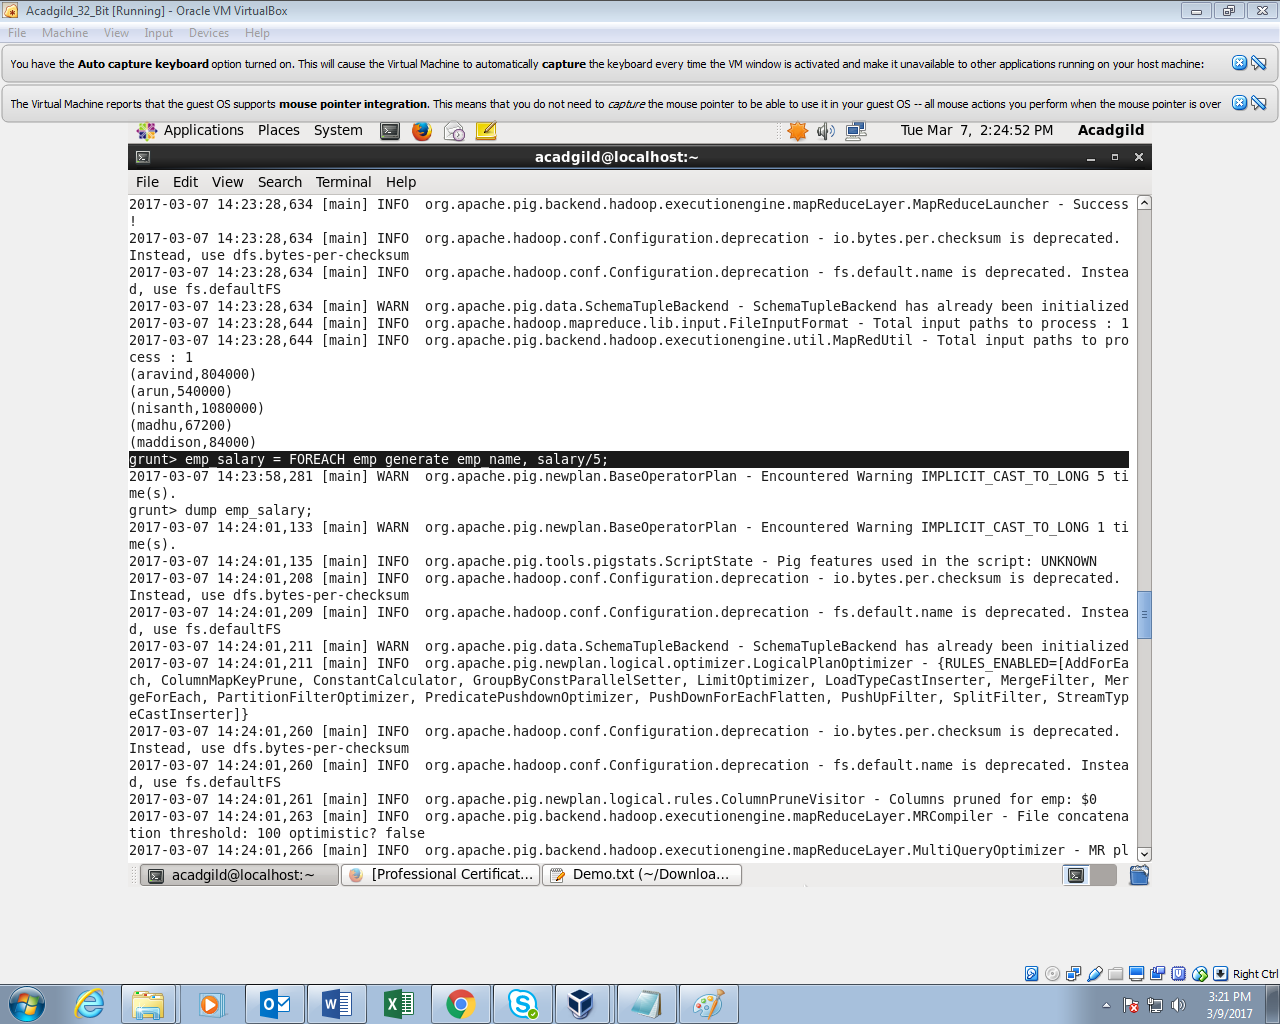 Acadgild_32_Bit [Running] - Oracle VM VirtualBox
File Machine View Input Devices Help
You have the Auto capture keyboard option turned on. This will cause the Virtual Machine to automatically capture the keyboard every time the VM window is activated and make it unavailable to other applications running on your host machine:
The Virtual Machine reports that the guest OS supports mouse pointer integration. This means that you do not need to capture the mouse pointer to be able to use it in your guest OS -- all mouse actions you perform when the mouse pointer is over
Applications Places System Tue Mar 7, 2:24:52 PM Acadgild
acadgild@localhost:~
File Edit View Search Terminal Help
2017-03-07 14:23:28,634 [main] INFO  org.apache.pig.backend.hadoop.executionengine.mapReduceLayer.MapReduceLauncher - Success
!
2017-03-07 14:23:28,634 [main] INFO  org.apache.hadoop.conf.Configuration.deprecation - io.bytes.per.checksum is deprecated.
Instead, use dfs.bytes-per-checksum
2017-03-07 14:23:28,634 [main] INFO  org.apache.hadoop.conf.Configuration.deprecation - fs.default.name is deprecated. Instea
d, use fs.defaultFS
2017-03-07 14:23:28,634 [main] WARN  org.apache.pig.data.SchemaTupleBackend - SchemaTupleBackend has already been initialized
2017-03-07 14:23:28,644 [main] INFO  org.apache.hadoop.mapreduce.lib.input.FileInputFormat - Total input paths to process : 1
2017-03-07 14:23:28,644 [main] INFO  org.apache.pig.backend.hadoop.executionengine.util.MapRedUtil - Total input paths to pro
cess : 1
(aravind,804000)
(arun,540000)
(nisanth,1080000)
(madhu,67200)
(maddison,84000)
grunt> emp_salary = FOREACH emp generate emp_name, salary/5;
2017-03-07 14:23:58,281 [main] WARN  org.apache.pig.newplan.BaseOperatorPlan - Encountered Warning IMPLICIT_CAST_TO_LONG 5 ti
me(s).
grunt> dump emp_salary;
2017-03-07 14:24:01,133 [main] WARN  org.apache.pig.newplan.BaseOperatorPlan - Encountered Warning IMPLICIT_CAST_TO_LONG 1 ti
me(s).
2017-03-07 14:24:01,135 [main] INFO  org.apache.pig.tools.pigstats.ScriptState - Pig features used in the script: UNKNOWN
2017-03-07 14:24:01,208 [main] INFO  org.apache.hadoop.conf.Configuration.deprecation - io.bytes.per.checksum is deprecated.
Instead, use dfs.bytes-per-checksum
2017-03-07 14:24:01,209 [main] INFO  org.apache.hadoop.conf.Configuration.deprecation - fs.default.name is deprecated. Instea
d, use fs.defaultFS
2017-03-07 14:24:01,211 [main] WARN  org.apache.pig.data.SchemaTupleBackend - SchemaTupleBackend has already been initialized
2017-03-07 14:24:01,211 [main] INFO  org.apache.pig.newplan.logical.optimizer.LogicalPlanOptimizer - {RULES_ENABLED=[AddForEa
ch, ColumnMapKeyPrune, ConstantCalculator, GroupByConstParallelSetter, LimitOptimizer, LoadTypeCastInserter, MergeFilter, Mer
geForEach, PartitionFilterOptimizer, PredicatePushdownOptimizer, PushDownForEachFlatten, PushUpFilter, SplitFilter, StreamTyp
eCastInserter]}
2017-03-07 14:24:01,260 [main] INFO  org.apache.hadoop.conf.Configuration.deprecation - io.bytes.per.checksum is deprecated.
Instead, use dfs.bytes-per-checksum
2017-03-07 14:24:01,260 [main] INFO  org.apache.hadoop.conf.Configuration.deprecation - fs.default.name is deprecated. Instea
d, use fs.defaultFS
2017-03-07 14:24:01,261 [main] INFO  org.apache.pig.newplan.logical.rules.ColumnPruneVisitor - Columns pruned for emp: $0
2017-03-07 14:24:01,263 [main] INFO  org.apache.pig.backend.hadoop.executionengine.mapReduceLayer.MRCompiler - File concatena
tion threshold: 100 optimistic? false
2017-03-07 14:24:01,266 [main] INFO  org.apache.pig.backend.hadoop.executionengine.mapReduceLayer.MultiQueryOptimizer - MR pl
acadgild@localhost:~ [Professional Certificat... Demo.txt (~/Downloa...
Right Ctrl
3:21 PM
3/9/2017